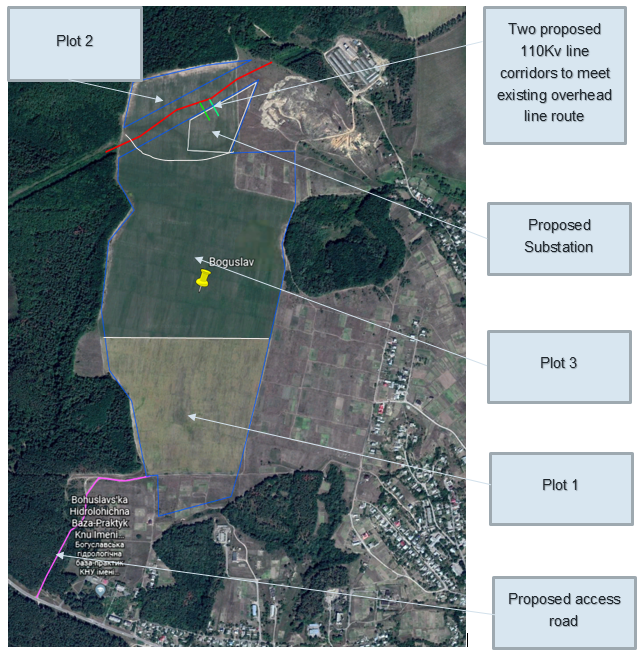 Plot 2
Two proposed
110Kv line
corridors to meet
existing overhead
line route
Proposed
Substation
Boguslav
Plot 3
Plot 1
Bohuslavs'ka
Hidrolohichna
Baza-Praktyk
Knu Imeni...
Богуславська
гідрологічна
база-практик
КНУ імені...
Proposed access
road